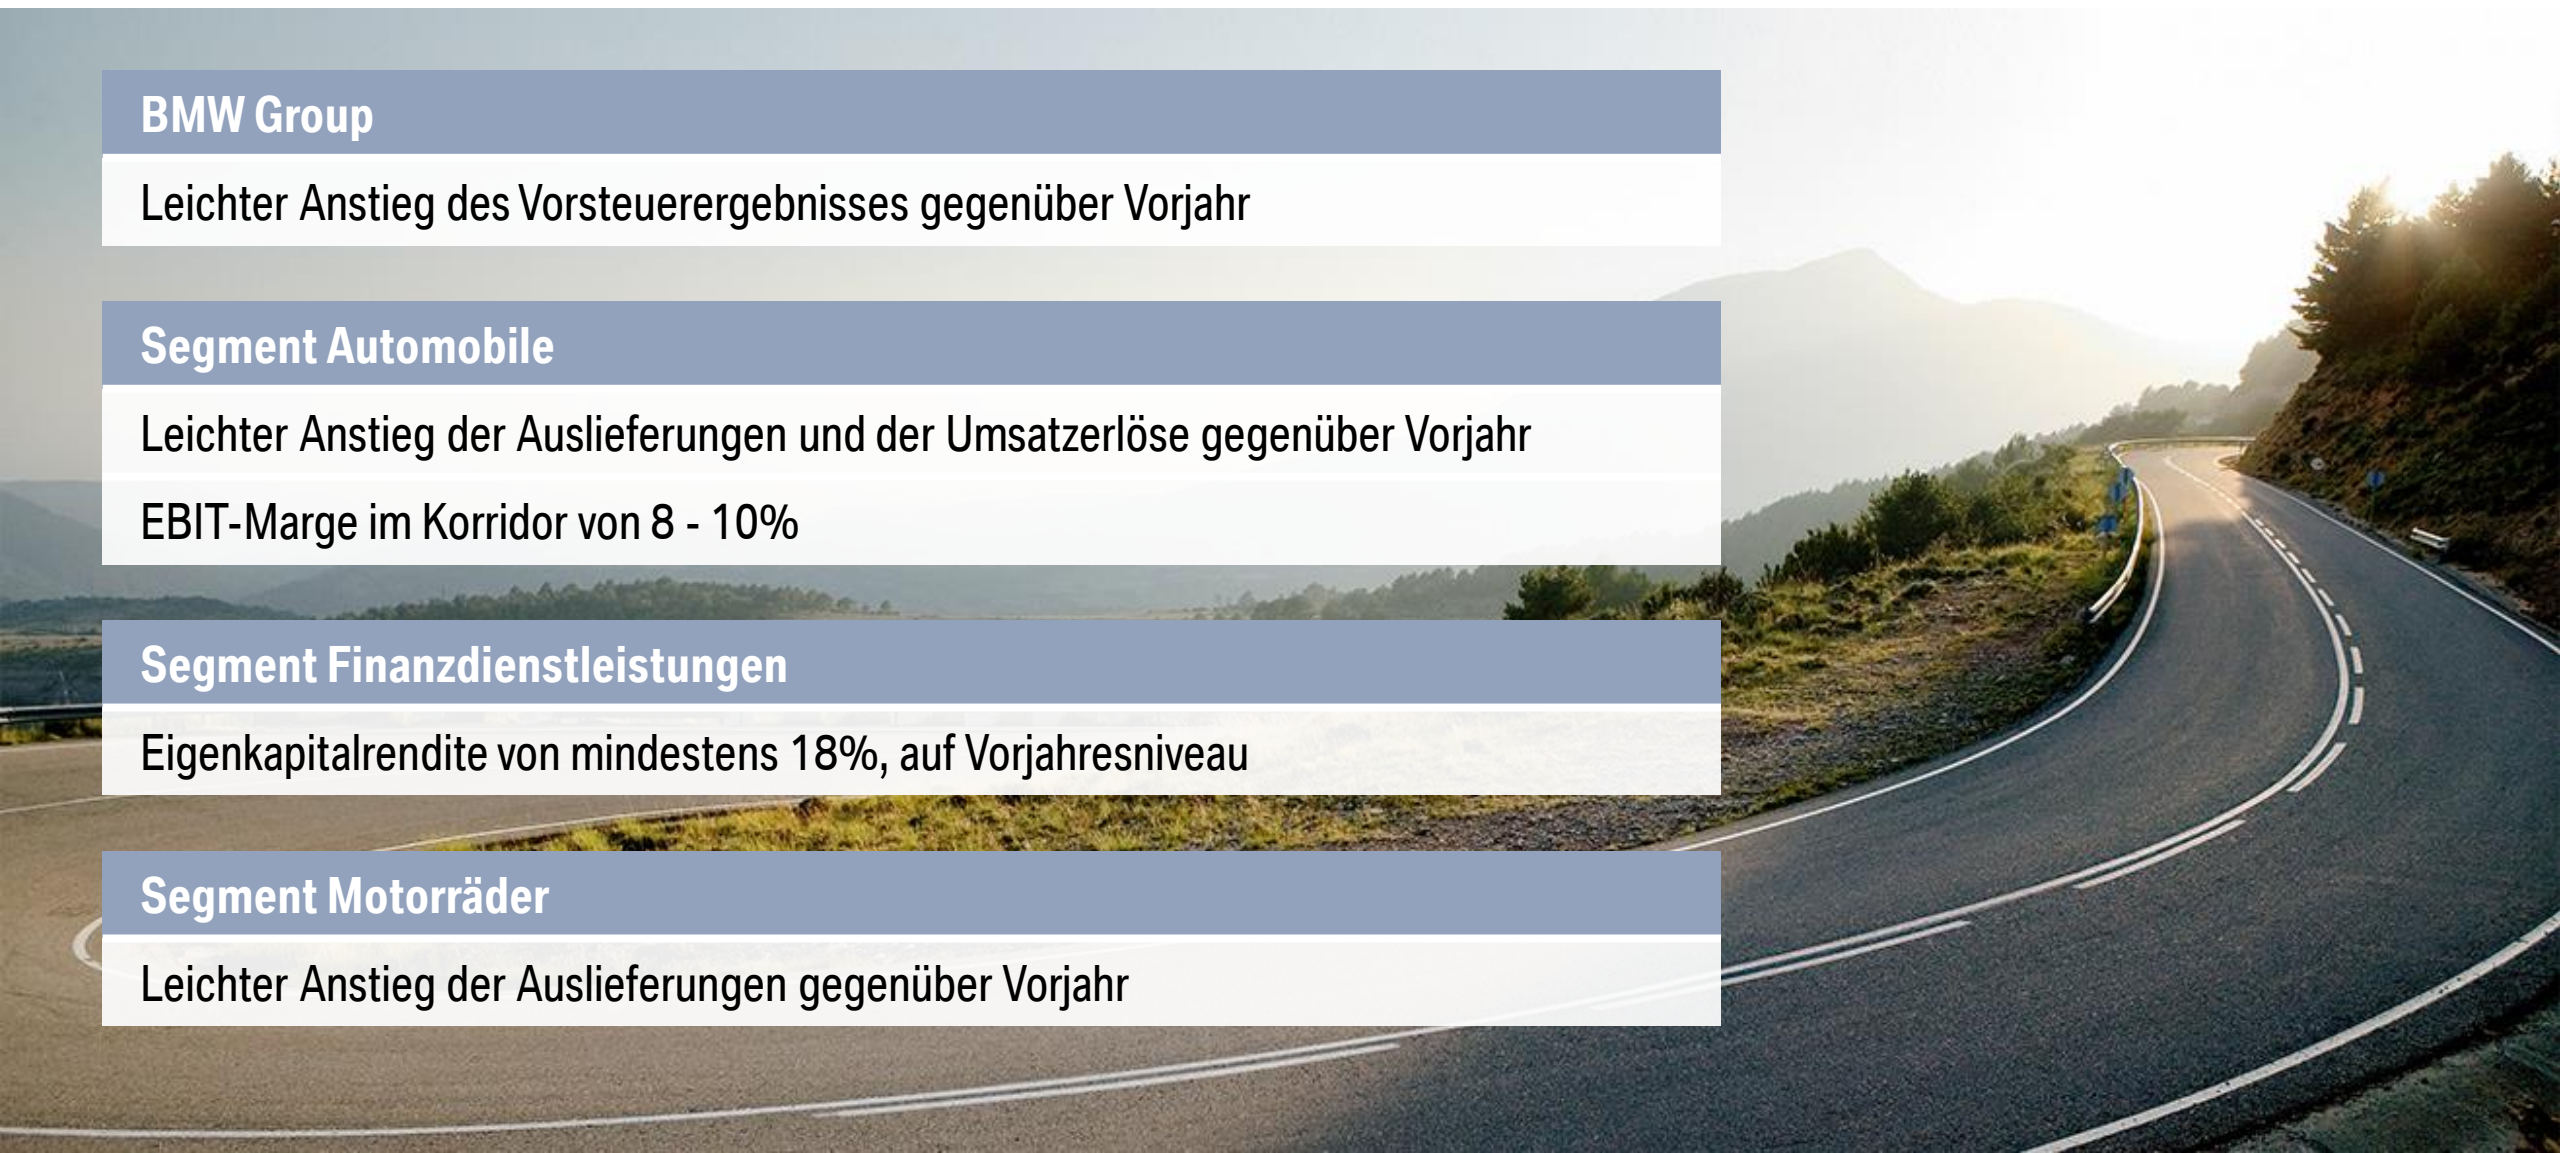 BMW Group
Leichter Anstieg des Vorsteuerergebnisses gegenüber Vorjahr
Segment Automobile
Leichter Anstieg der Auslieferungen und der Umsatzerlöse gegenüber Vorjahr
EBIT-Marge im Korridor von 8 - 10%
Segment Finanzdienstleistungen
Eigenkapitalrendite von mindestens 18%, auf Vorjahresniveau
Segment Motorräder
Leichter Anstieg der Auslieferungen gegenüber Vorjahr